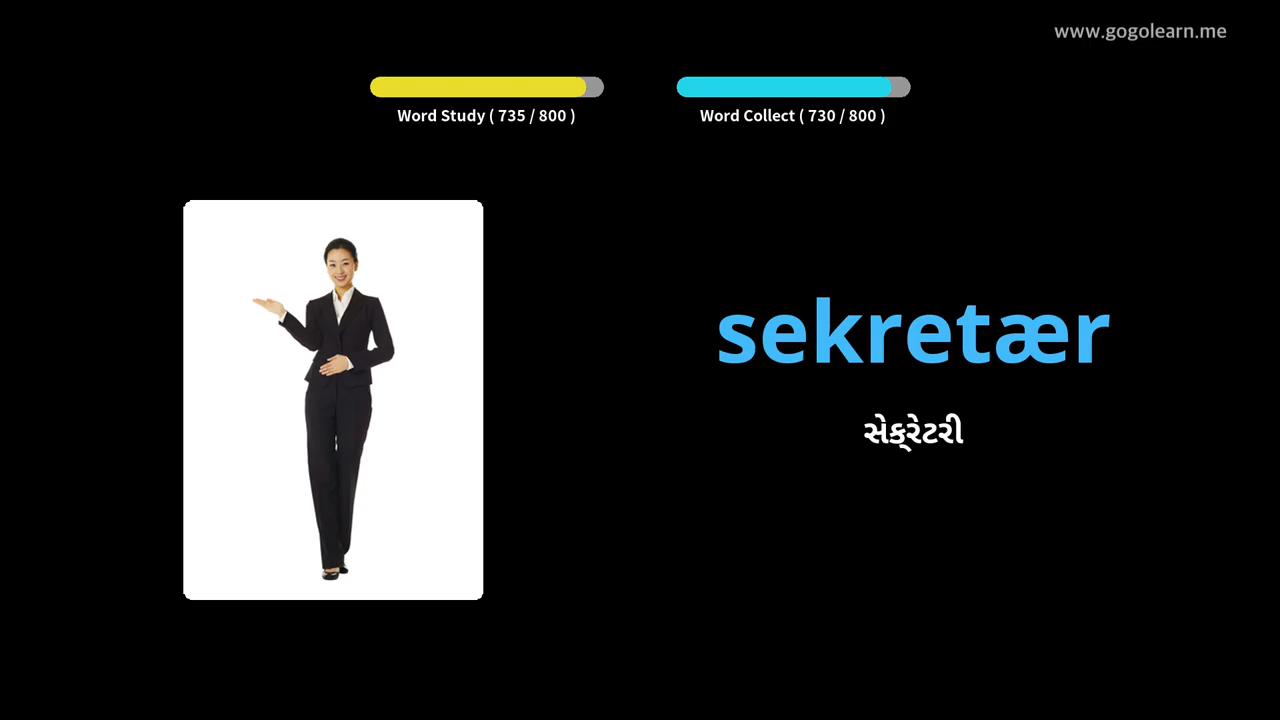 www.gogolearn.me
Word Study ( 735 / 800 )
Word Collect ( 730 / 800 )
sekretær
સેક્રેટરી